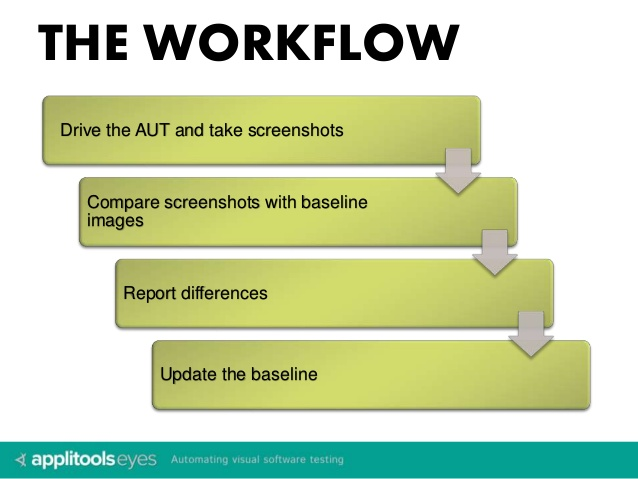 THE WORKFLOW
Drive the AUT and take screenshots
Compare screenshots with baseline
images
Report differences
Update the baseline
applitools eyes Automating visual software testing